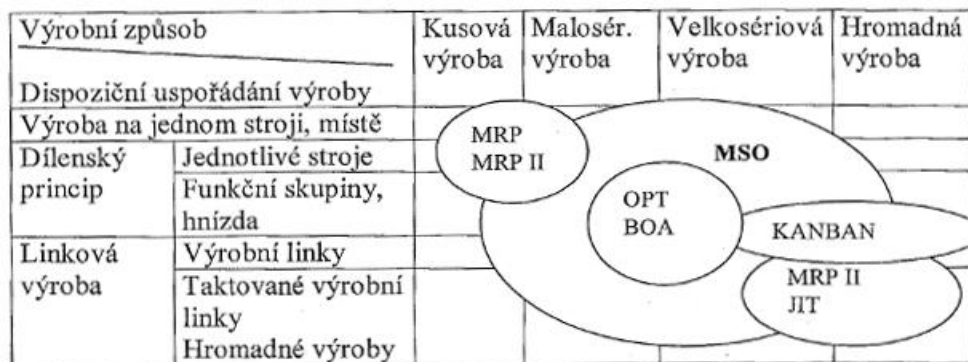 Výrobní způsob
Kusová výroba
Malosér. výroba
Velkosériová výroba
Hromadná výroba
Dispoziční uspořádání výroby
Výroba na jednom stroji, místě
Dílenský princip
Jednotlivé stroje
Funkční skupiny, hnízda
Linková výroba
Výrobní linky
Taktované výrobní linky
Hromadné výroby
MRP
MRP II
MSO
OPT
BOA
KANBAN
MRP II
JIT